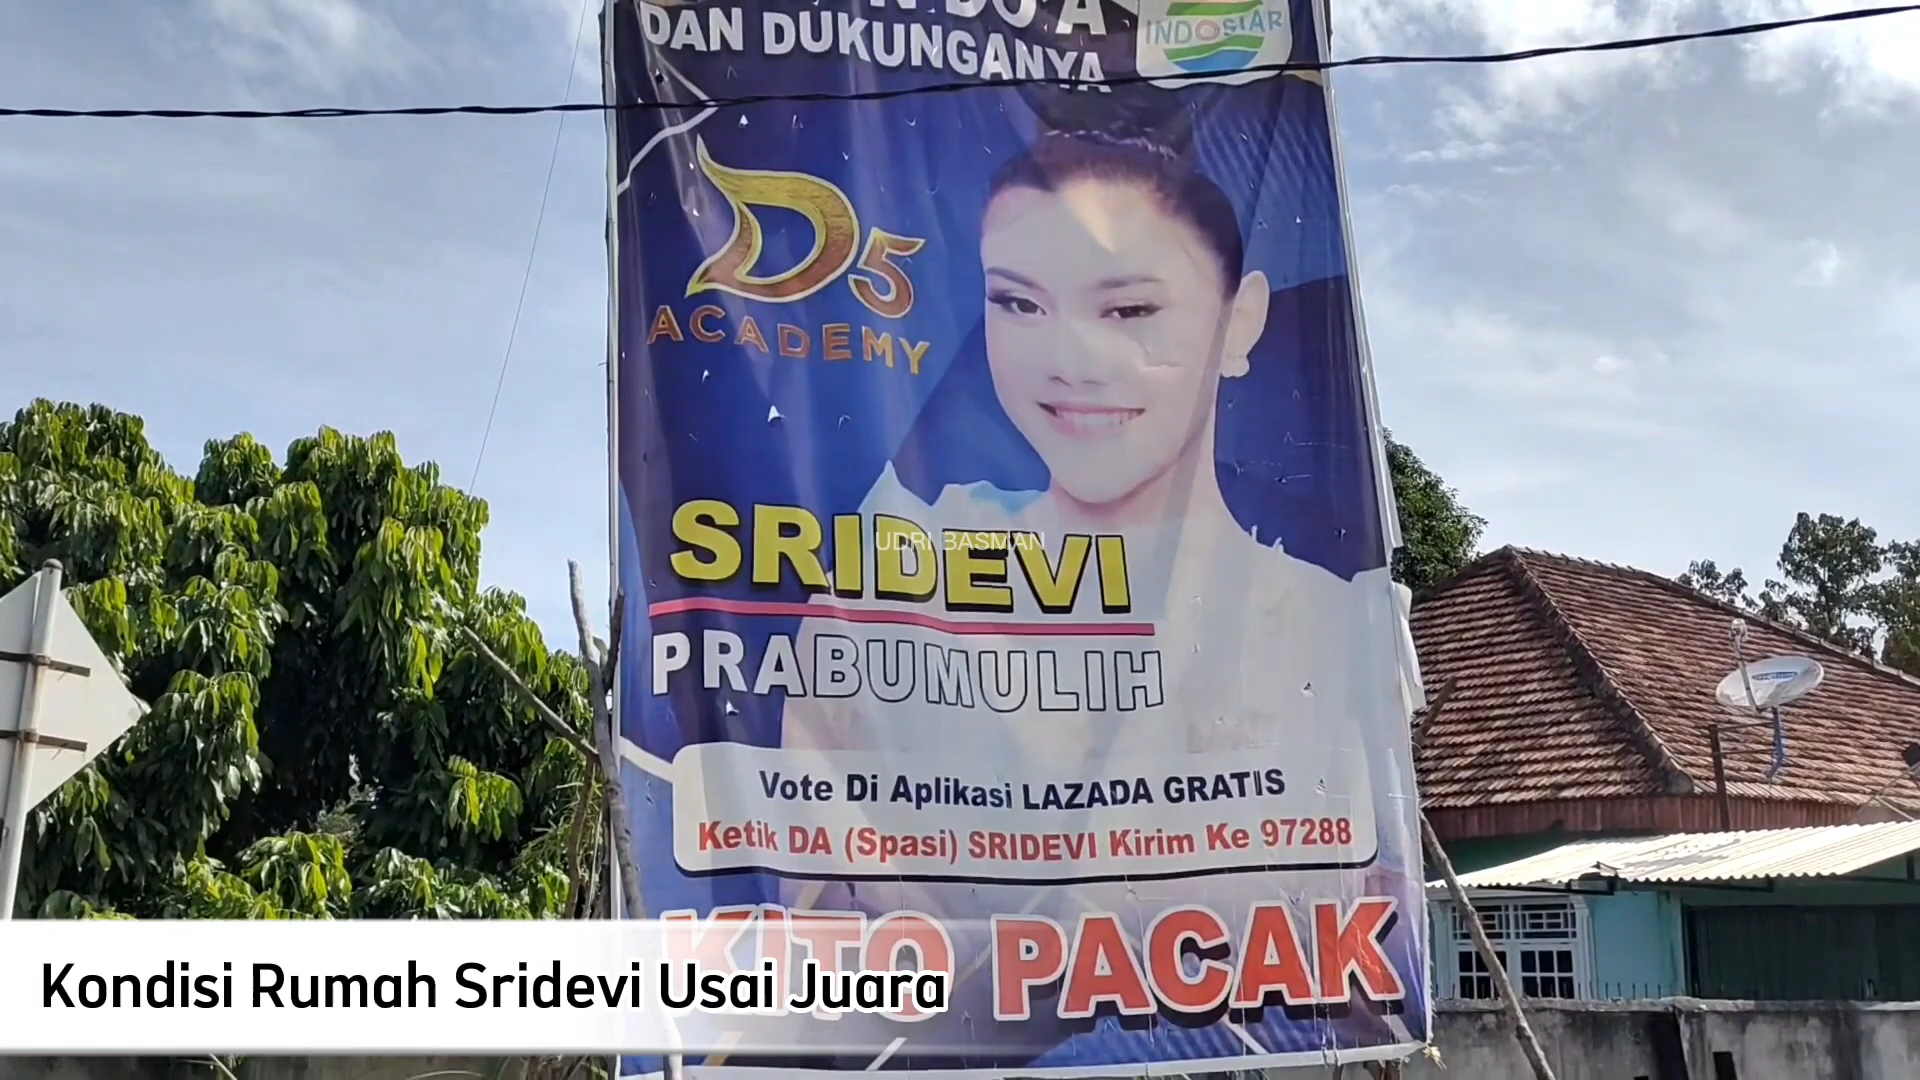 DO'A
DAN DUKUNGANYA
INDOSIAR
D5
ACADEMY
SRIDEVI
UDRI BASMAN
PRABUMULIH
Vote Di Aplikasi LAZADA GRATIS
Ketik DA (Spasi) SRIDEVI Kirim Ke 97288
KITO PACAK
Kondisi Rumah Sridevi Usai Juara